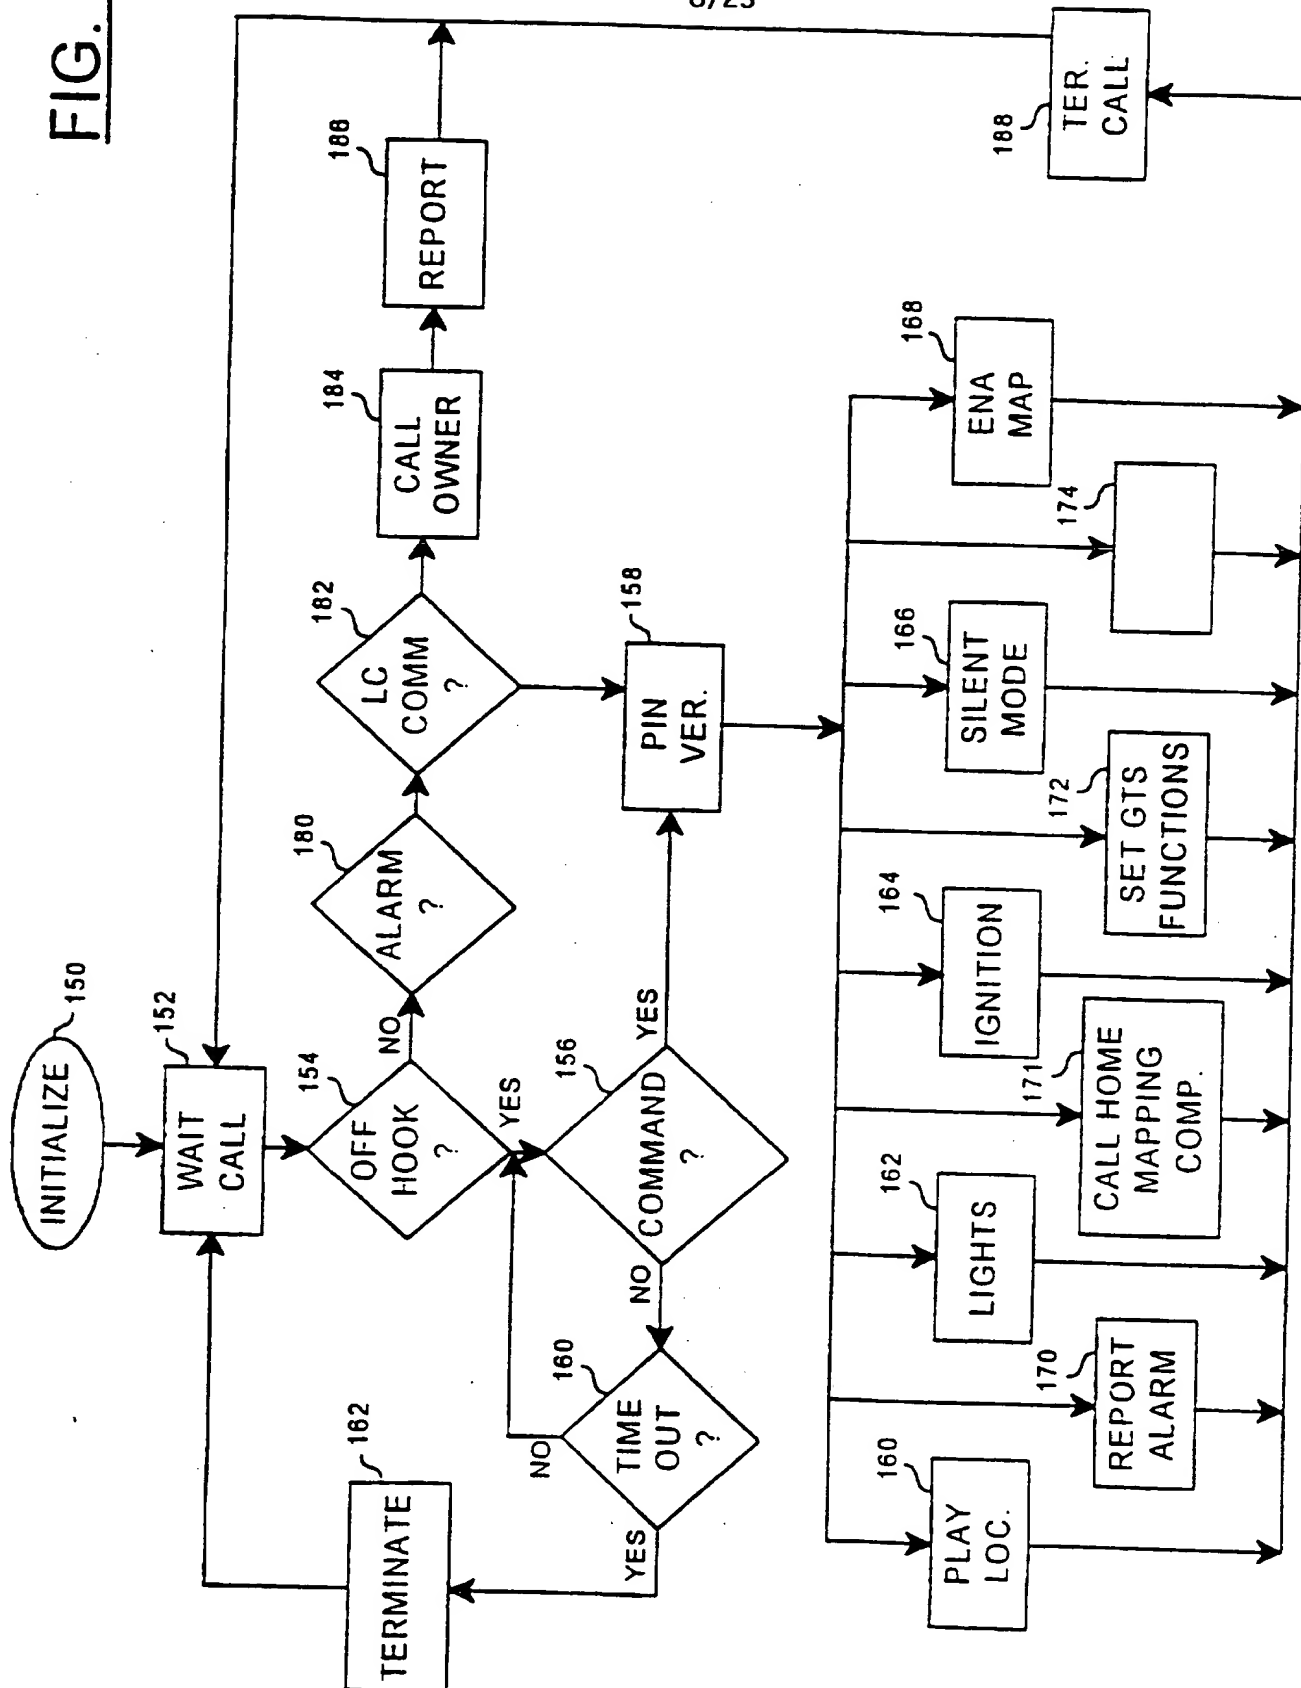 FIG.
INITIALIZE
150
WAIT
CALL
152
OFF
HOOK
?
154
NO
YES
ALARM
?
180
LC
COMM
?
182
CALL
OWNER
184
REPORT
186
COMMAND
?
156
YES
NO
PIN
VER.
158
TIME
OUT
?
160
NO
YES
TERMINATE
162
PLAY
LOC.
160
REPORT
ALARM
170
LIGHTS
162
CALL HOME
MAPPING
COMP.
171
IGNITION
164
SET GTS
FUNCTIONS
172
SILENT
MODE
166
174
ENA
MAP
168
TER.
CALL
188